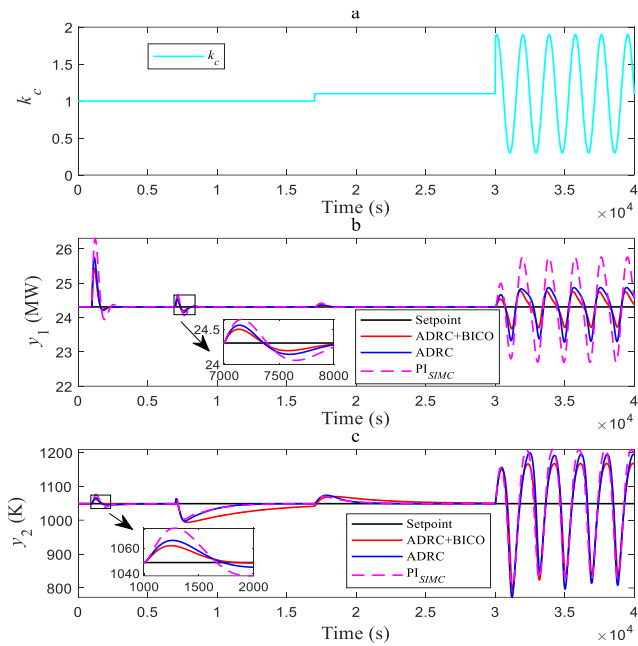 a
2
1.5
1
0.5
0
k_c
k_c
0 0.5 1 1.5 2 2.5 3 3.5 4
Time (s)
×10^4
b
26
25
24
23
22
y_1 (MW)
24.5
24
7000 7500 8000
Setpoint
ADRC+BICO
ADRC
PI_SIMC
0 0.5 1 1.5 2 2.5 3 3.5 4
Time (s)
×10^4
c
1200
1100
1000
900
800
y_2 (K)
1060
1040
1000 1500 2000
Setpoint
ADRC+BICO
ADRC
PI_SIMC
0 0.5 1 1.5 2 2.5 3 3.5 4
Time (s)
×10^4